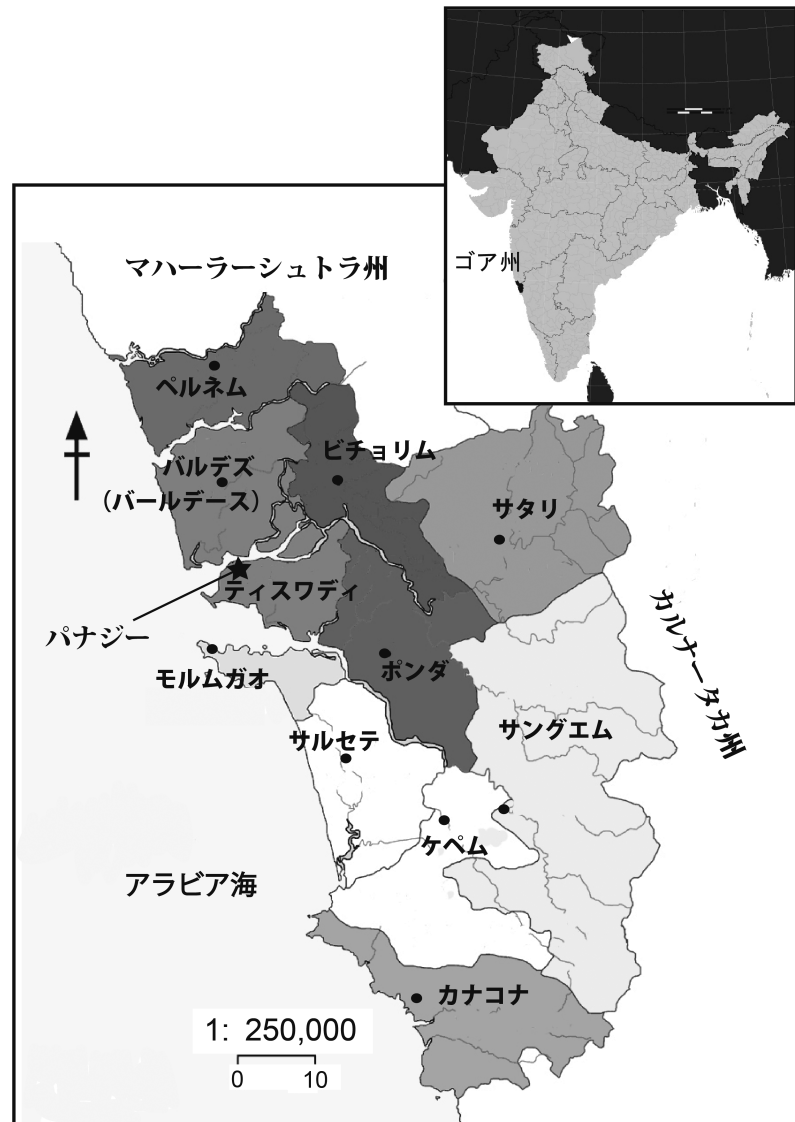 ゴア州
マハーラーシュトラ州
ペルネム
ビチョリム
バルデズ
(バールデース)
サタリ
ティスワディ
パナジー
カルナータカ州
ポンダ
モルムガオ
サルセテ
サングエム
ケペム
アラビア海
カナコナ
1: 250,000
0 10